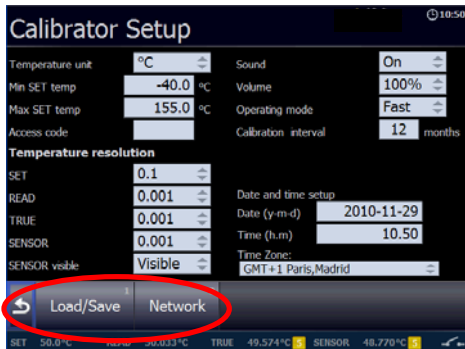 Calibrator Setup 10:50
Temperature unit °C Sound On
Min SET temp -40.0 °C Volume 100%
Max SET temp 155.0 °C Operating mode Fast
Access code Calibration interval 12 months
Temperature resolution
SET 0.1
READ 0.001 Date and time setup
TRUE 0.001 Date (y-m-d) 2010-11-29
SENSOR 0.001 Time (h.m) 10.50
SENSOR visible Visible Time Zone:
GMT+1 Paris,Madrid
1
Load/Save Network
SET 50.0°C READ 50.033°C TRUE 49.574°C S SENSOR 48.770°C S